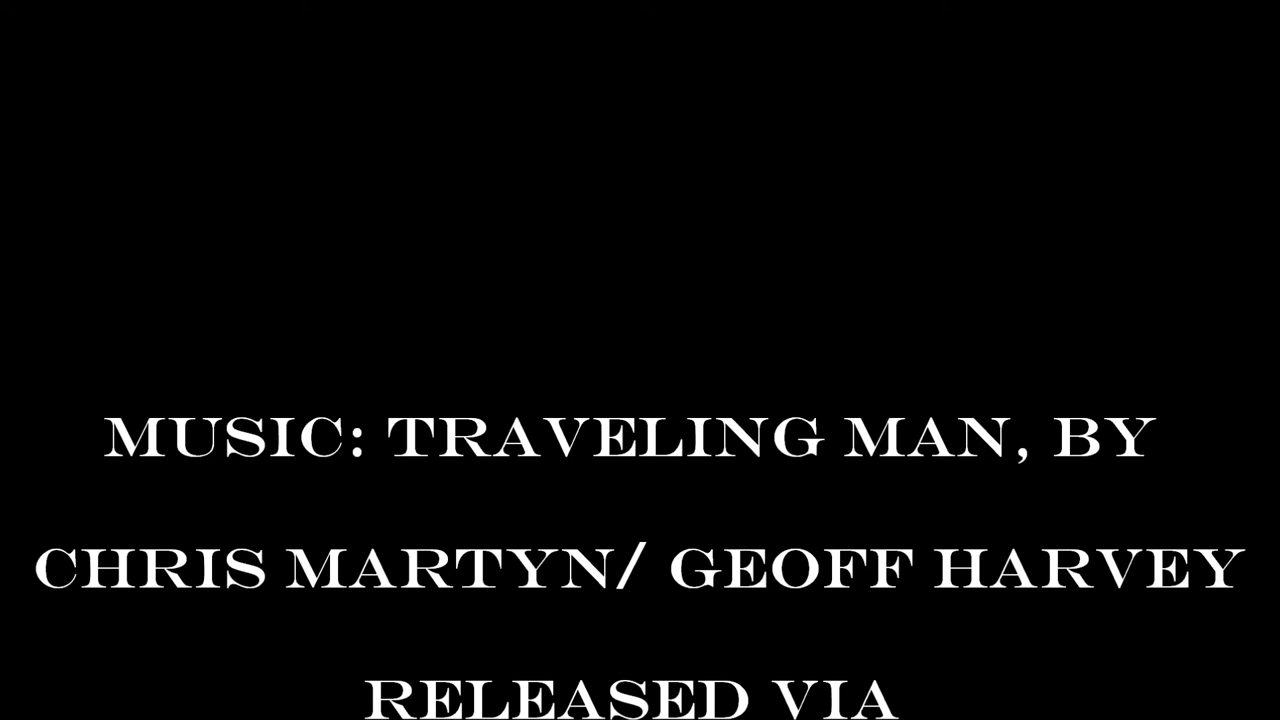 MUSIC: TRAVELING MAN, BY
CHRIS MARTYN/ GEOFF HARVEY
RELEASED VIA